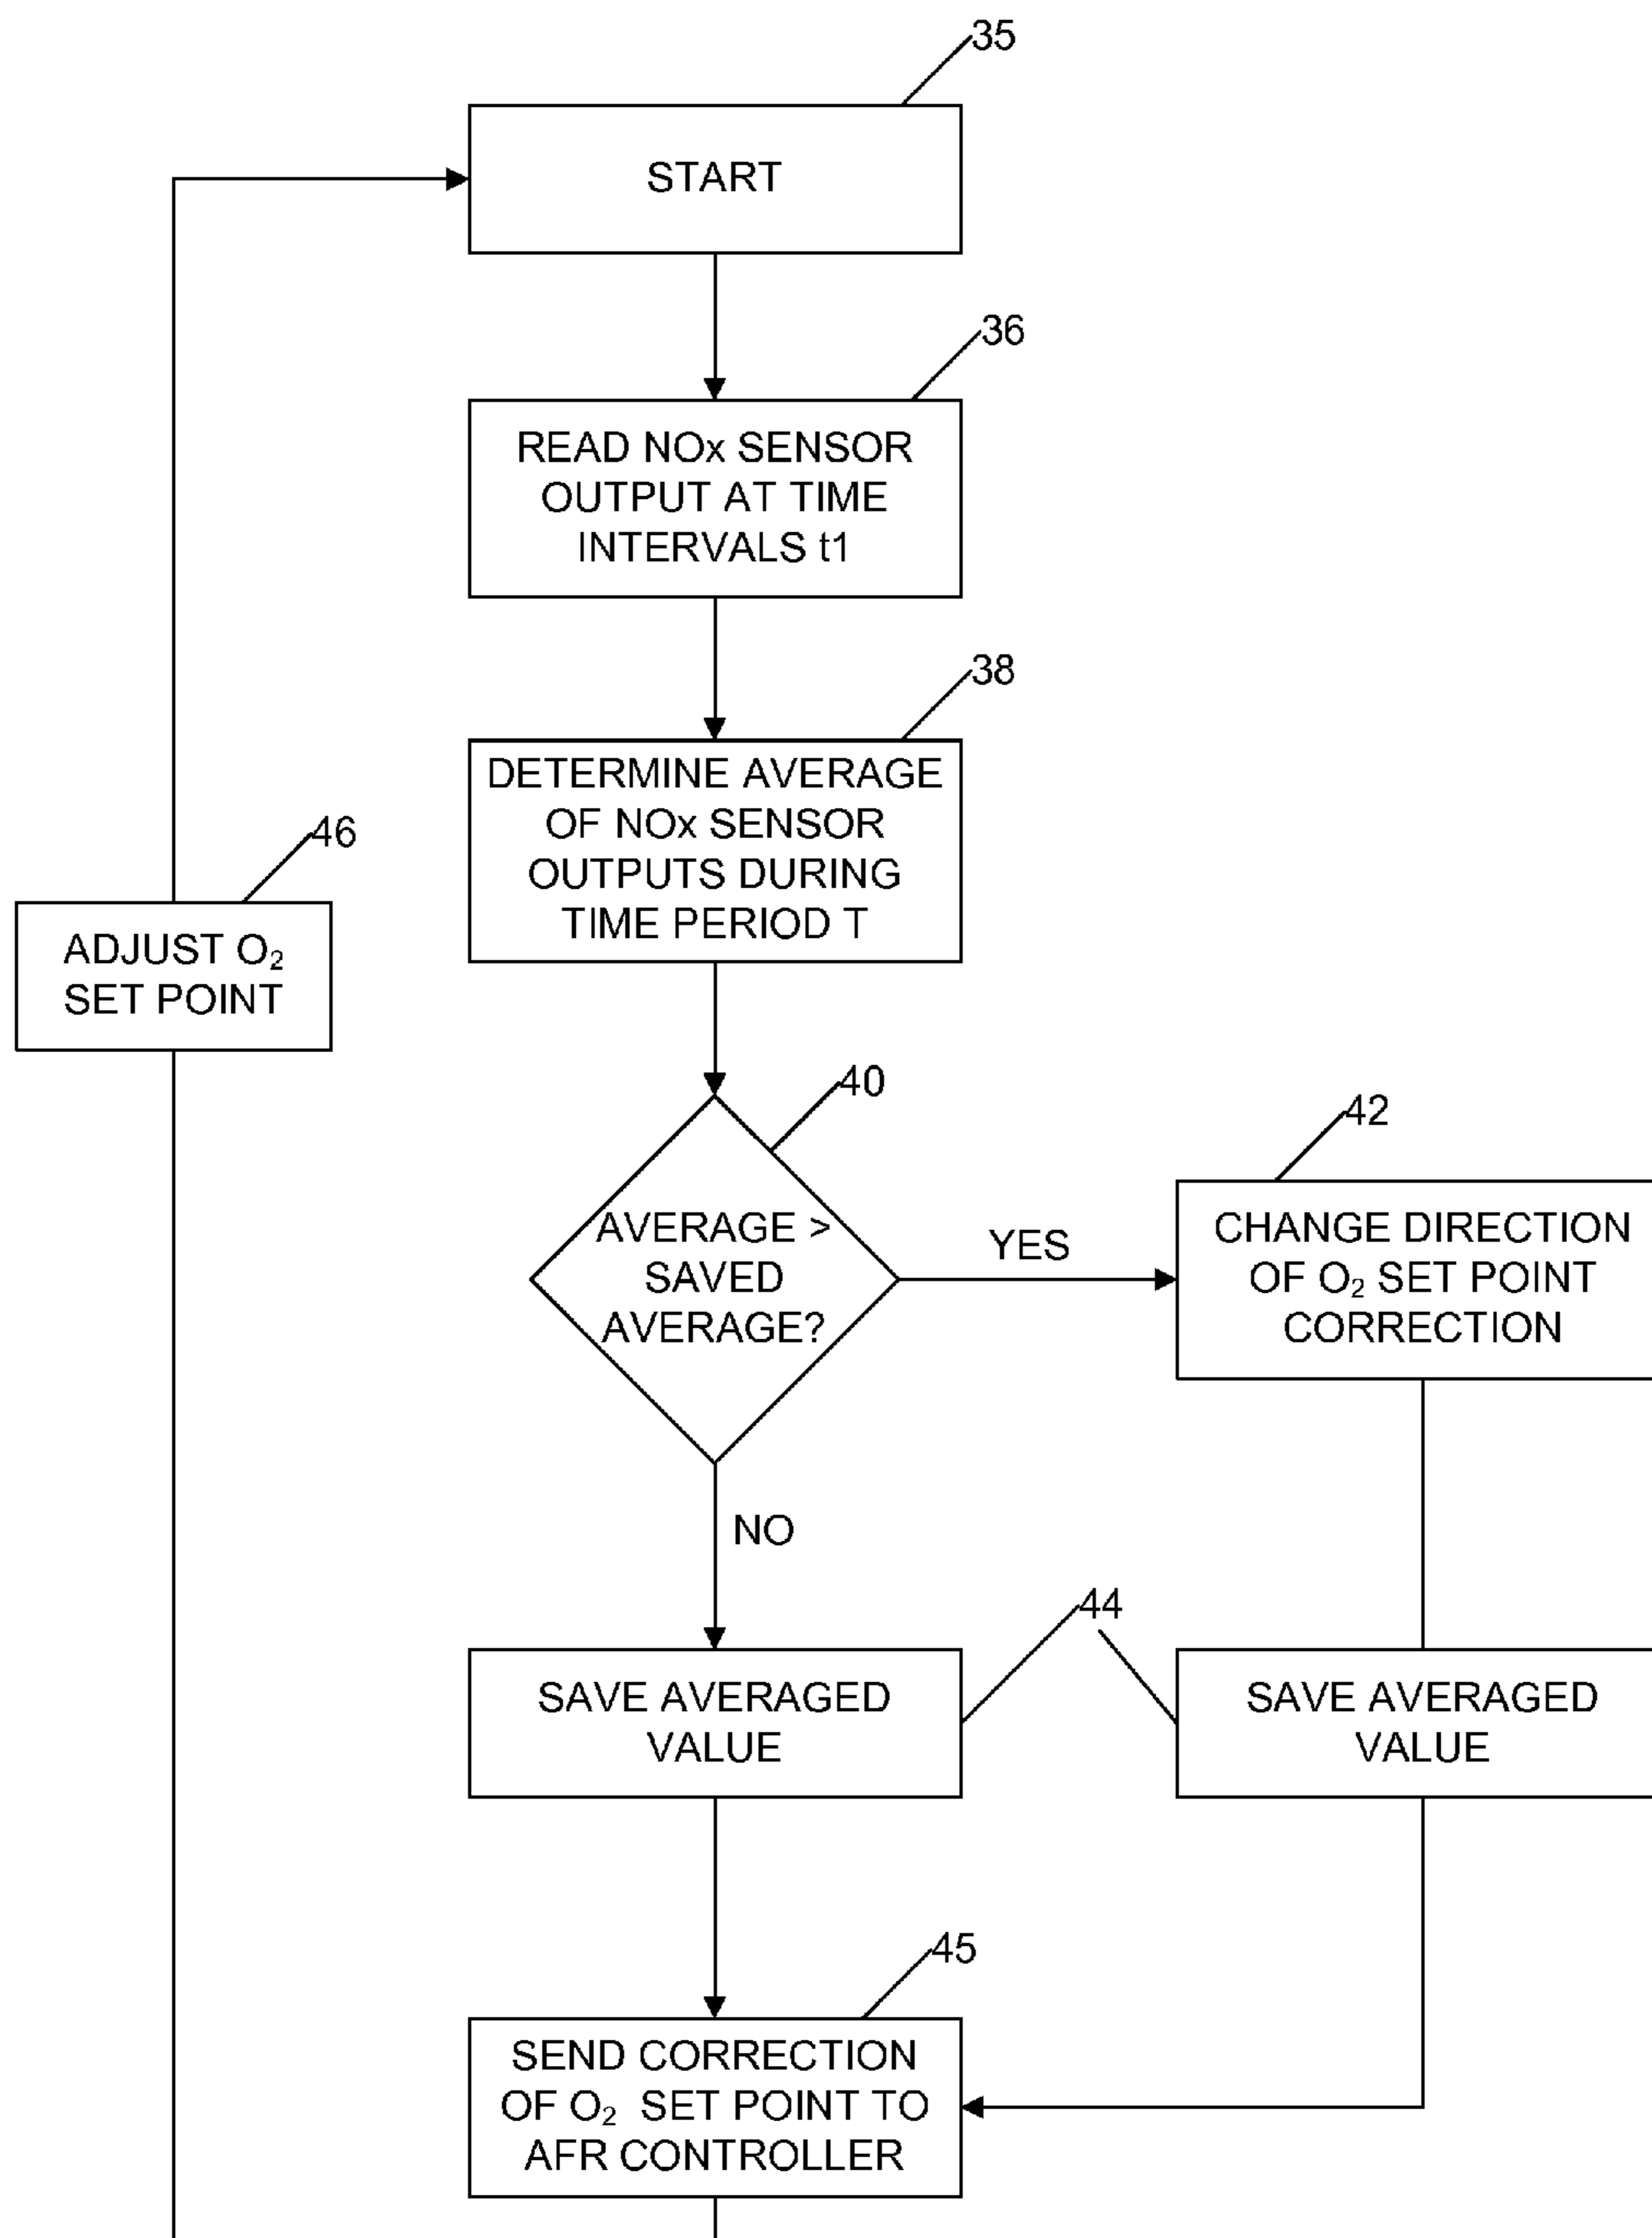 35
START
36
READ NOx SENSOR
OUTPUT AT TIME
INTERVALS t1
38
DETERMINE AVERAGE
OF NOx SENSOR
OUTPUTS DURING
TIME PERIOD T
46
ADJUST O₂
SET POINT
40
AVERAGE >
SAVED
AVERAGE?
YES
42
CHANGE DIRECTION
OF O₂ SET POINT
CORRECTION
NO
44
SAVE AVERAGED
VALUE
SAVE AVERAGED
VALUE
45
SEND CORRECTION
OF O₂ SET POINT TO
AFR CONTROLLER